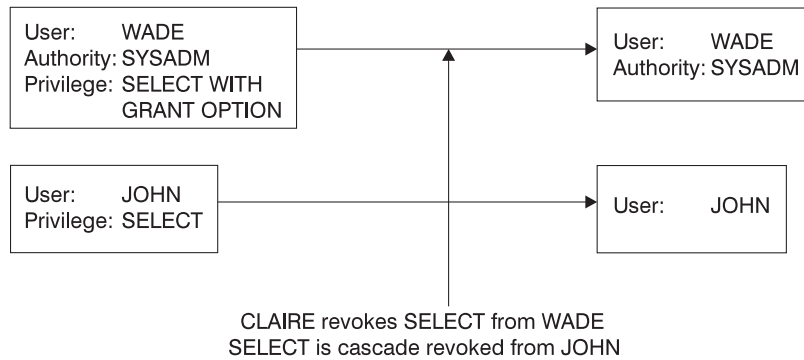 User: WADE
Authority: SYSADM
Privilege: SELECT WITH
GRANT OPTION
User: WADE
Authority: SYSADM
User: JOHN
Privilege: SELECT
User: JOHN
CLAIRE revokes SELECT from WADE
SELECT is cascade revoked from JOHN